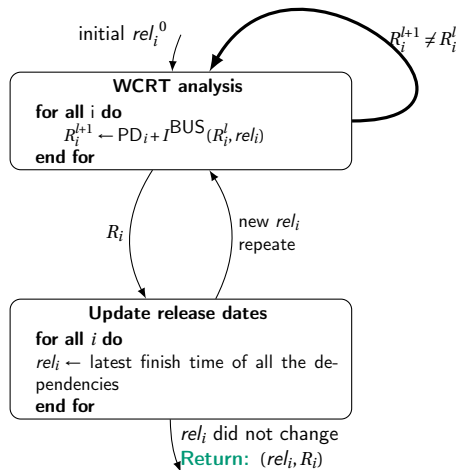 initial rel_i^0
R_i^{l+1} ≠ R_i^l
WCRT analysis
for all i do
R_i^{l+1} ← PD_i + I^{BUS}(R_i^l, rel_i)
end for
R_i
new rel_i
repeat
Update release dates
for all i do
rel_i ← latest finish time of all the de-
pendencies
end for
rel_i did not change
Return: (rel_i, R_i)